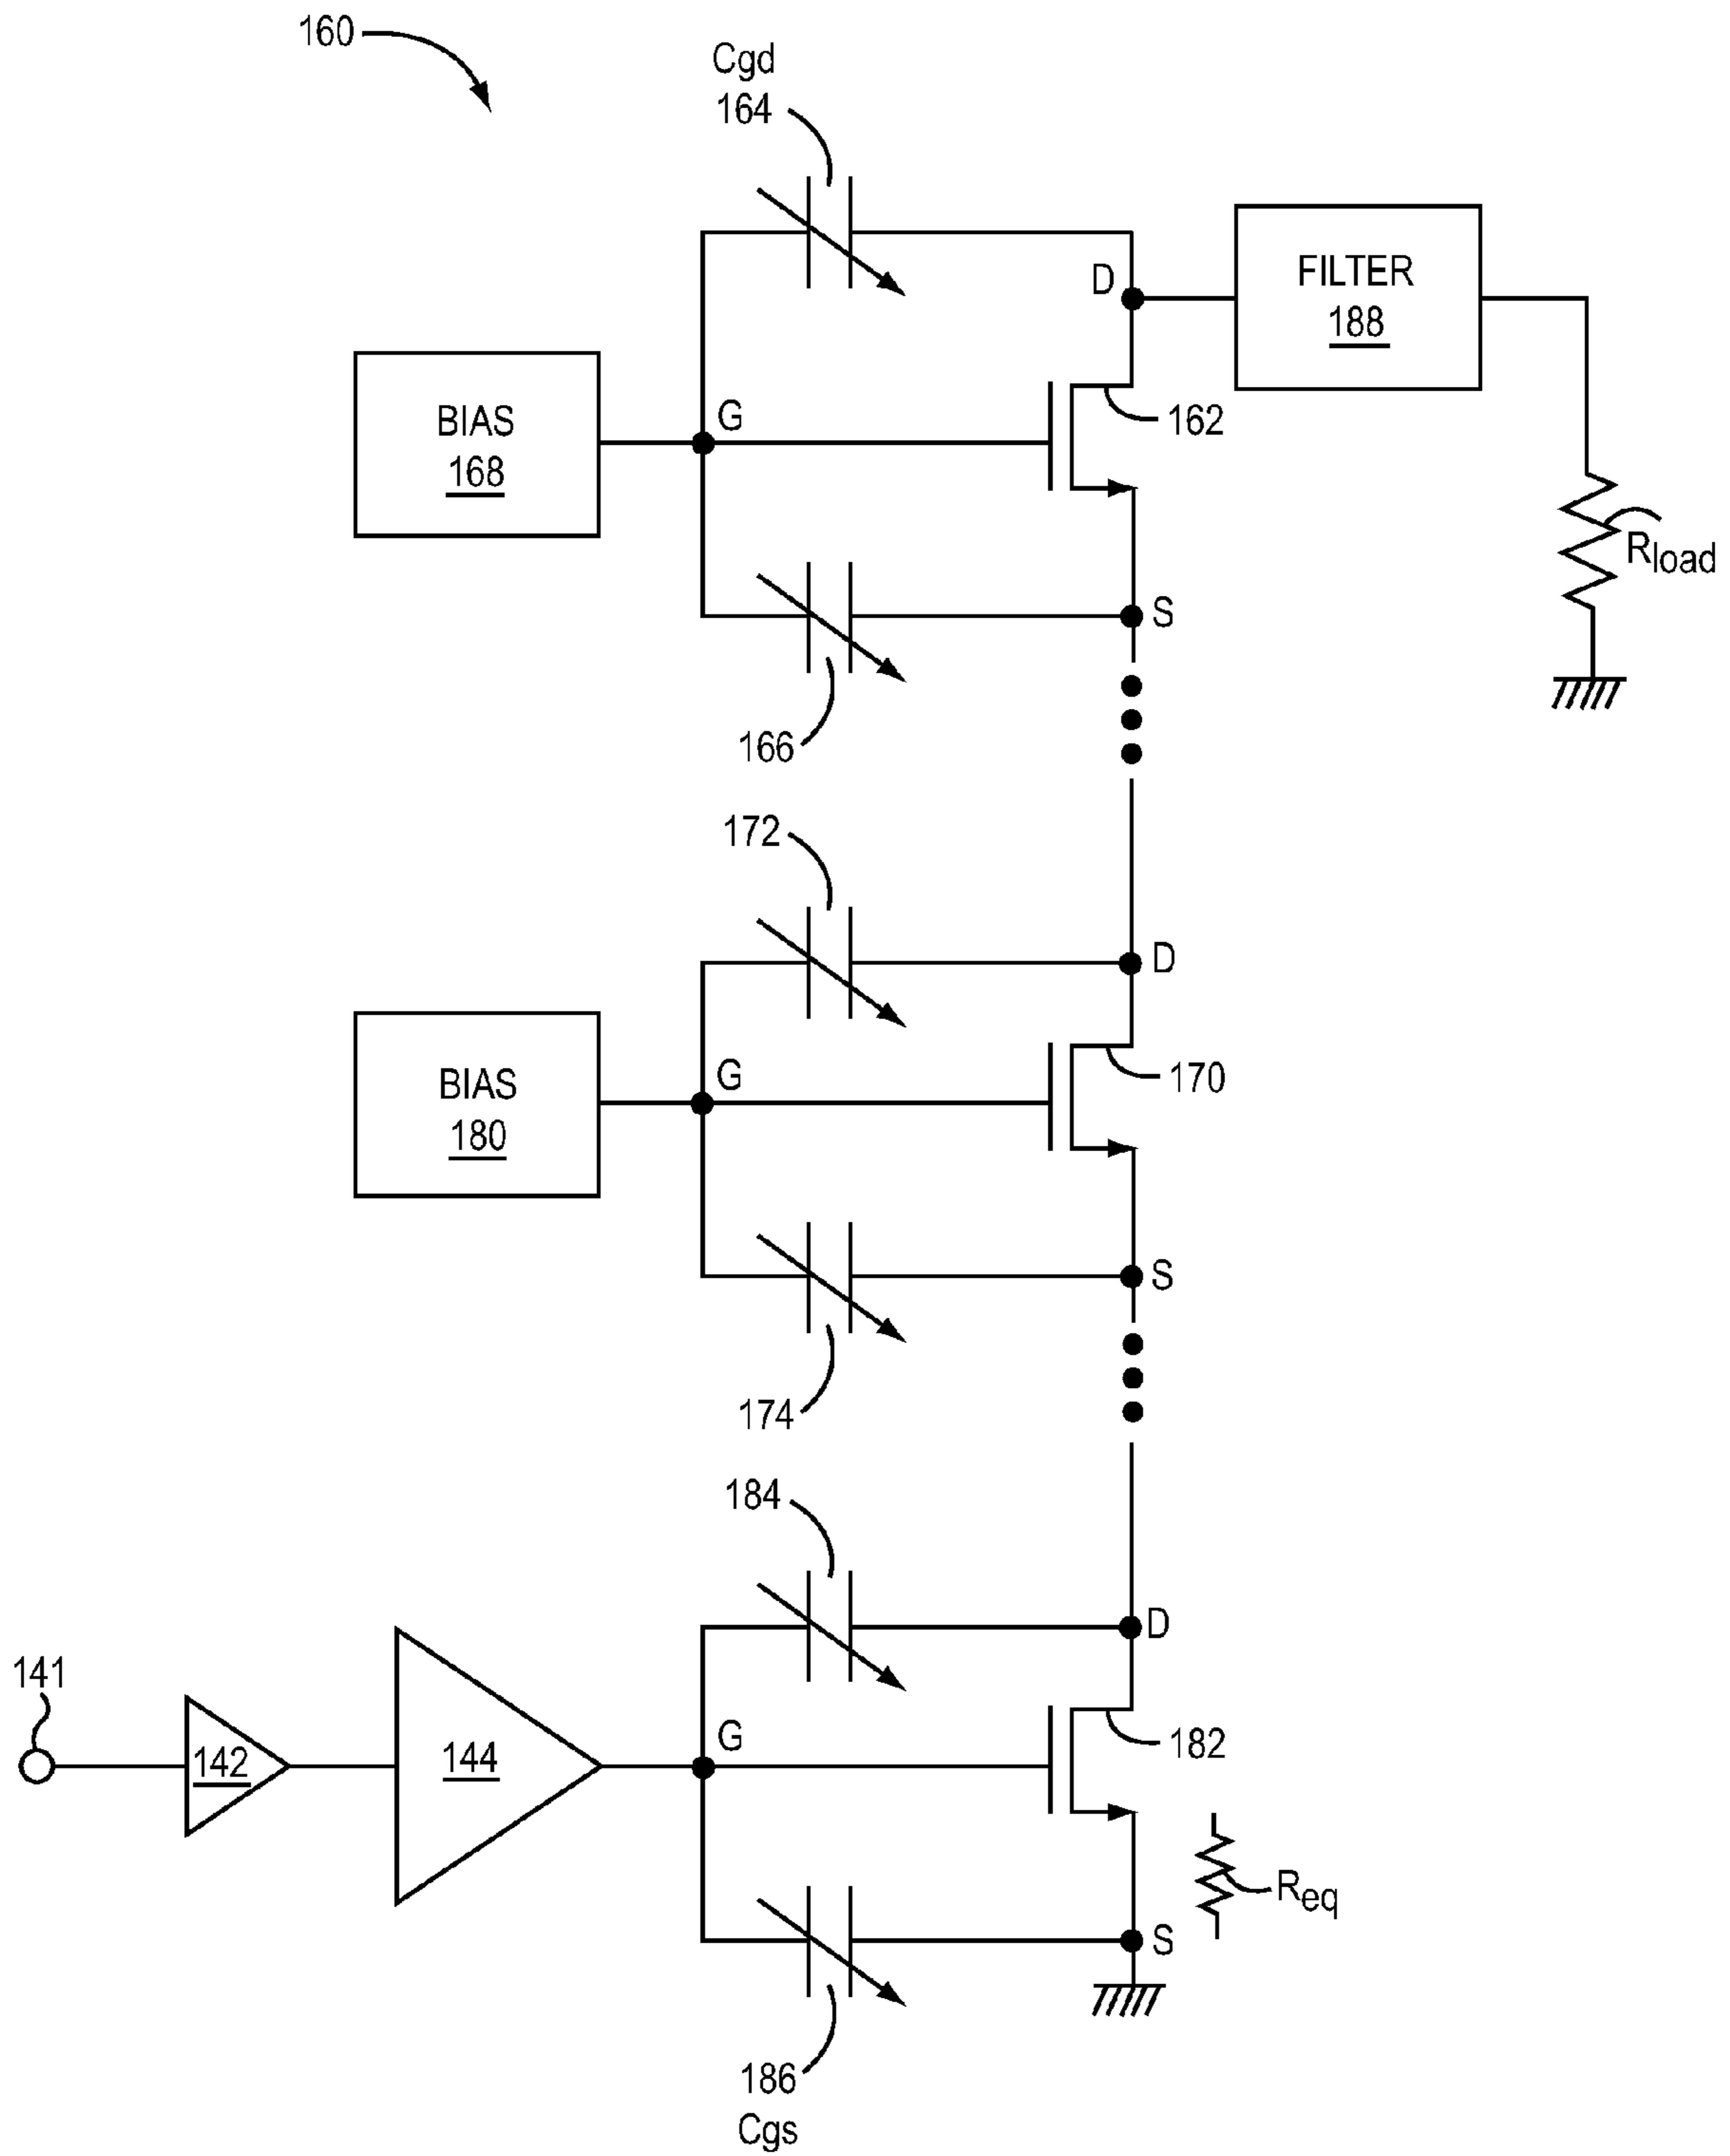 160
Cgd
164
D
FILTER
188
BIAS
168
G
162
Rload
S
166
172
D
BIAS
180
G
170
S
174
184
D
141
142
144
G
182
Req
S
186
Cgs